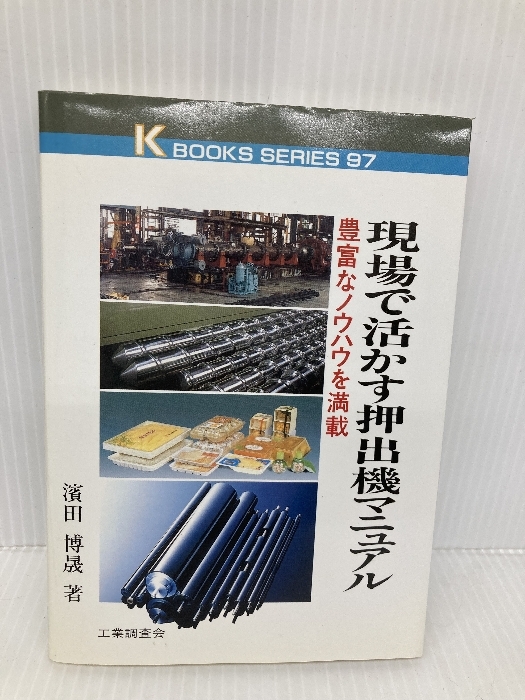 K BOOKS SERIES 97
現場で活かす押出機マニュアル
豊富なノウハウを満載
濱田 博晟 著
工業調査会